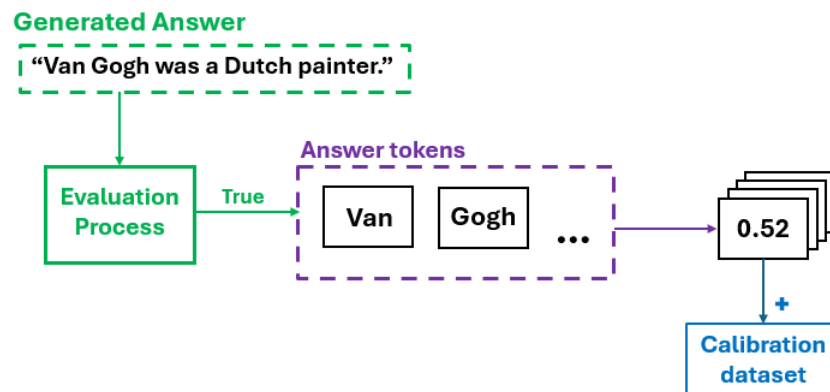 Generated Answer
“Van Gogh was a Dutch painter.”
Answer tokens
Evaluation
Process
True
Van
Gogh
...
0.52
+
Calibration
dataset